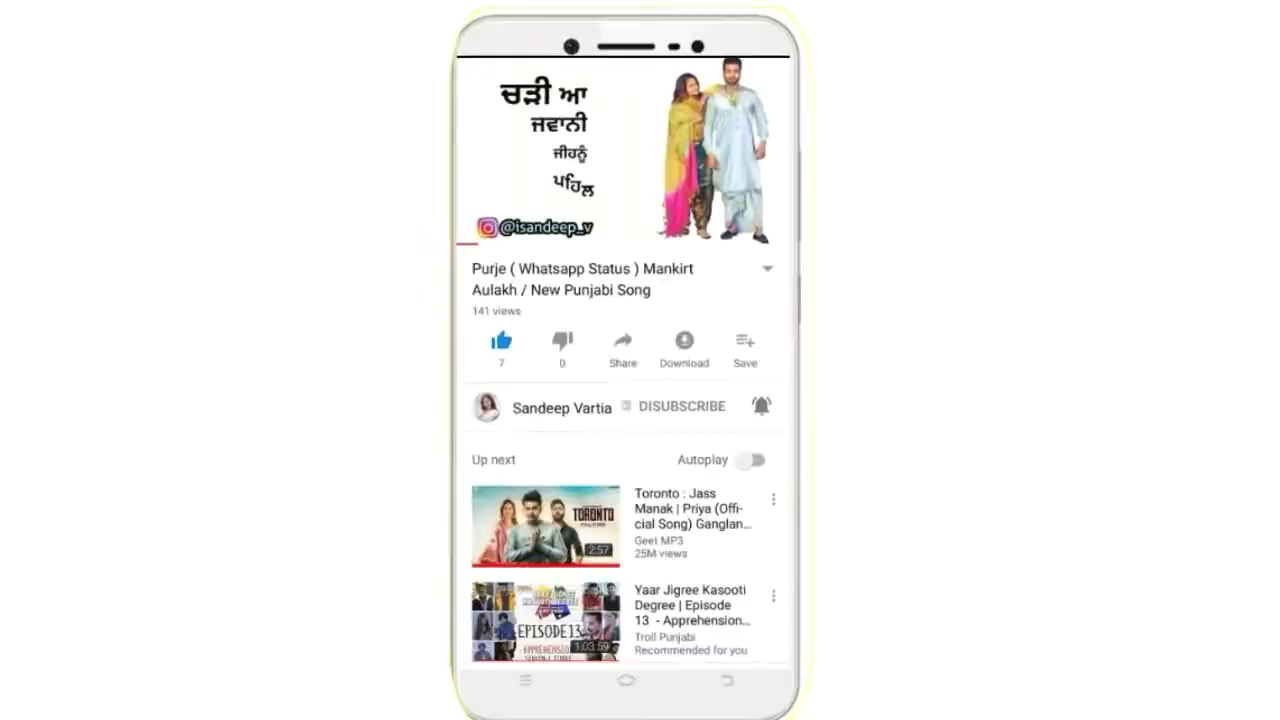 ਚੜੀ ਆ
ਜਵਾਨੀ
ਜੀਹਨੂੰ
ਪਹਿਲ
@isandeep_v
Purje ( Whatsapp Status ) Mankirt
Aulakh / New Punjabi Song
141 views
7
0
Share
Download
Save
Sandeep Vartia
DISUBSCRIBE
Up next
Autoplay
TORONTO
2:57
Toronto : Jass
Manak | Priya (Offi-
cial Song) Ganglan...
Geet MP3
25M views
EPISODE13
1:03:59
Yaar Jigree Kasooti
Degree | Episode
13 - Apprehension...
Troll Punjabi
Recommended for you